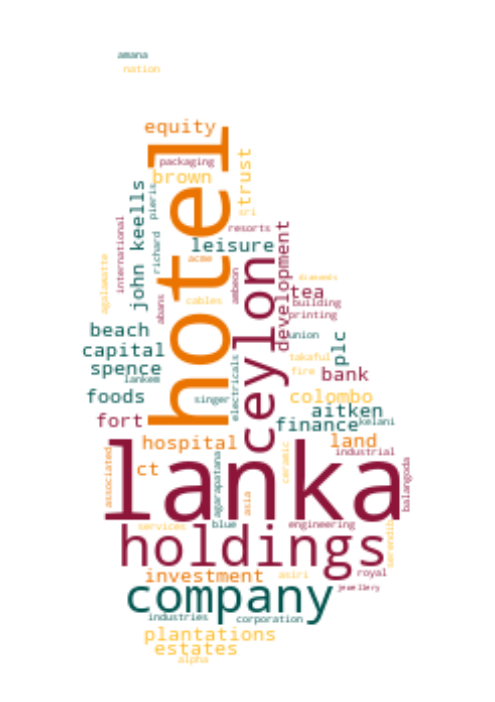 amana
nation
equity
hotel
packaging
brown
trust
john keells
pieris
sri
resorts
international
richard
leisure
development
agalawatte
acme
ceylon
ambeon
diamonds
tea
abans
cables
building
printing
beach
union
plc
capital
takaful
spence
lankem
electricals
fire
bank
foods
singer
colombo
aitken
fort
finance
kelani
hospital
land
lanka
associated
ct
agarapatana
ceramic
industrial
balangoda
asia
services
blue
engineering
serendib
holdings
investment
asiri
royal
company
jewellery
industries
corporation
plantations
estates
alpha